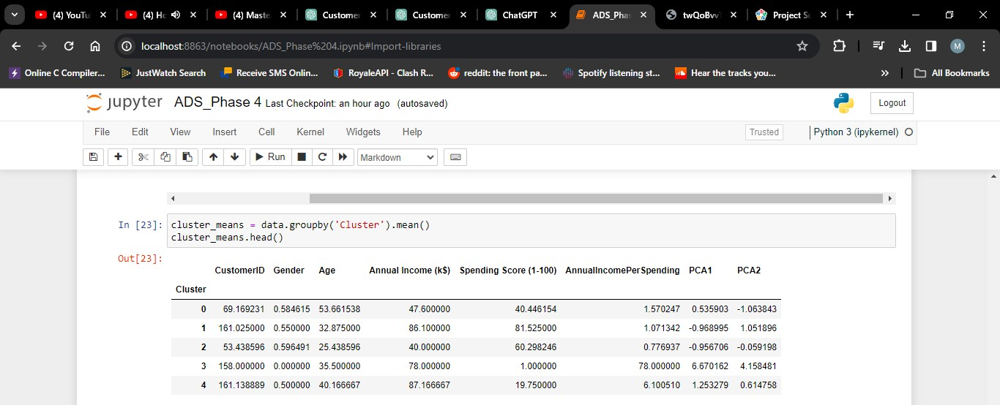 (4) YouTu
(4) Hc
(4) Maste
Customer
Customer
ChatGPT
ADS_Phas
twQoBvv
Project Su
localhost:8863/notebooks/ADS_Phase%204.ipynb#Import-libraries
M
Online C Compiler...
JustWatch Search
Receive SMS Onlin...
RoyaleAPI - Clash R...
reddit: the front pa...
Spotify listening st...
Hear the tracks you...
»
All Bookmarks
jupyter ADS_Phase 4 Last Checkpoint: an hour ago (autosaved)
Logout
File Edit View Insert Cell Kernel Widgets Help
Trusted
Python 3 (ipykernel)
Run
Markdown
In [23]: cluster_means = data.groupby('Cluster').mean()
cluster_means.head()
Out[23]:
CustomerID Gender Age Annual Income (k$) Spending Score (1-100) AnnualIncomePerSpending PCA1 PCA2
Cluster
0 69.169231 0.584615 53.661538 47.600000 40.446154 1.570247 0.535903 -1.063843
1 161.025000 0.550000 32.875000 86.100000 81.525000 1.071342 -0.968995 1.051896
2 53.438596 0.596491 25.438596 40.000000 60.298246 0.776937 -0.956706 -0.059198
3 158.000000 0.000000 35.500000 78.000000 1.000000 78.000000 6.670162 4.158481
4 161.138889 0.500000 40.166667 87.166667 19.750000 6.100510 1.253279 0.614758